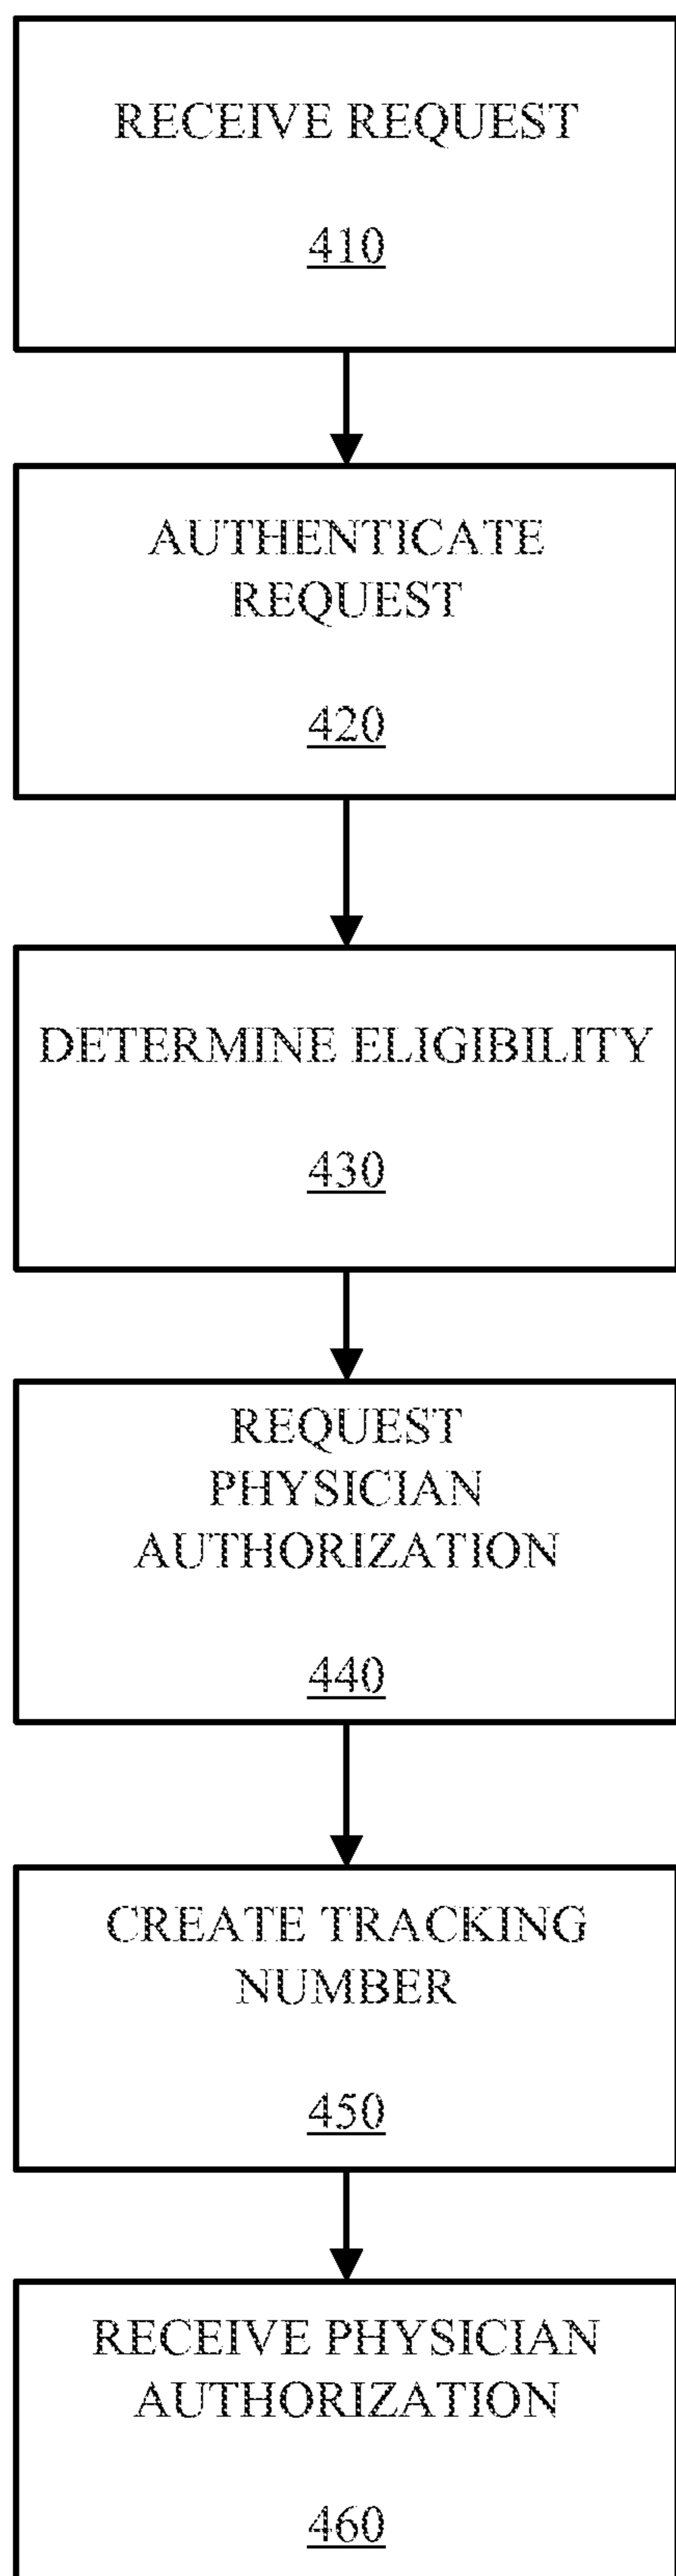 RECEIVE REQUEST
410
AUTHENTICATE
REQUEST
420
DETERMINE ELIGIBILITY
430
REQUEST
PHYSICIAN
AUTHORIZATION
440
CREATE TRACKING
NUMBER
450
RECEIVE PHYSICIAN
AUTHORIZATION
460